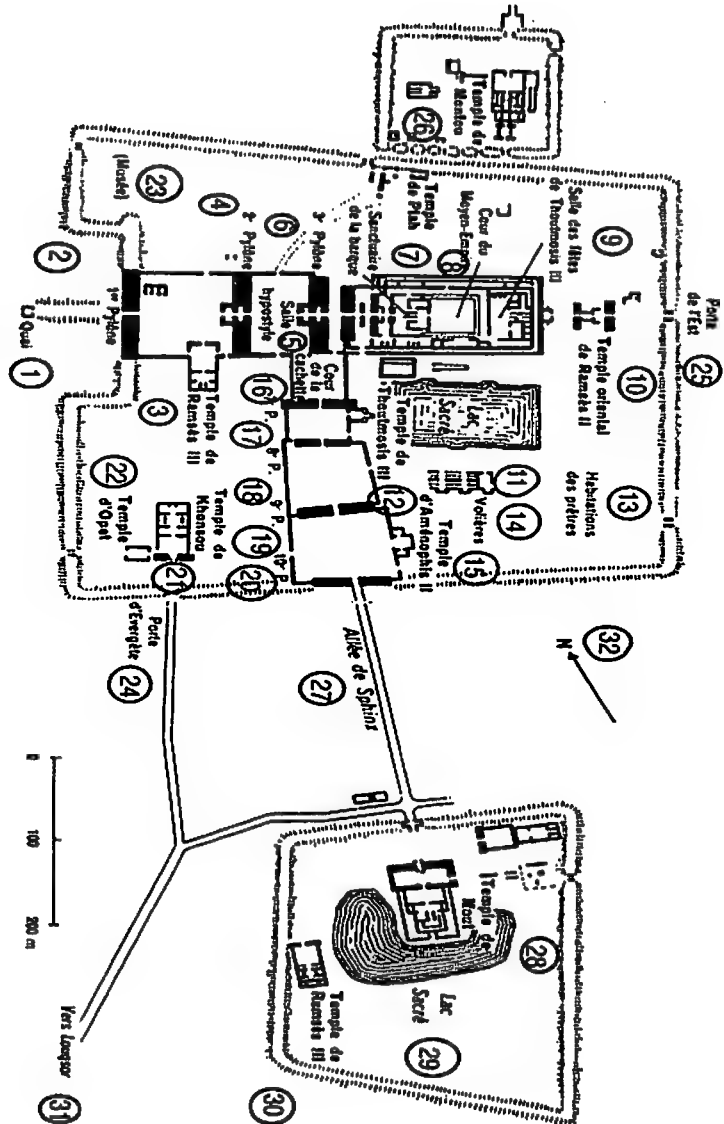 Temple de
Montou
26
(Musée)
23
4
2e Pylône
6
3e Pylône
Sanctuaire
de la barque
Temple
de Ptah
7
Cour du
Moyen-Emp.
8
Salle des fêtes
de Thoutmosis III
9
Temple oriental
de Ramsès II
10
Porte
de l'Est
25
2
1er Pylône
Quai
1
3
Temple de
Ramsès III
Salle
hypostyle
5
Cour de la
cachette
16
7e P.
17
8e P.
18
9e P.
19
10e P.
20
Temple de
Thoutmosis III
Lac
Sacré
11
12
Volières
14
Temple
d'Aménophis II
15
Habitations
des prêtres
13
22
Temple
d'Opet
Temple de
Khonsou
21
Porte
d'Evergète
24
Allée de Sphinx
27
N
32
0
100
200 m
Temple de
Mout
28
Lac
Sacré
29
Temple de
Ramsès III
30
Vers Louqsor
31